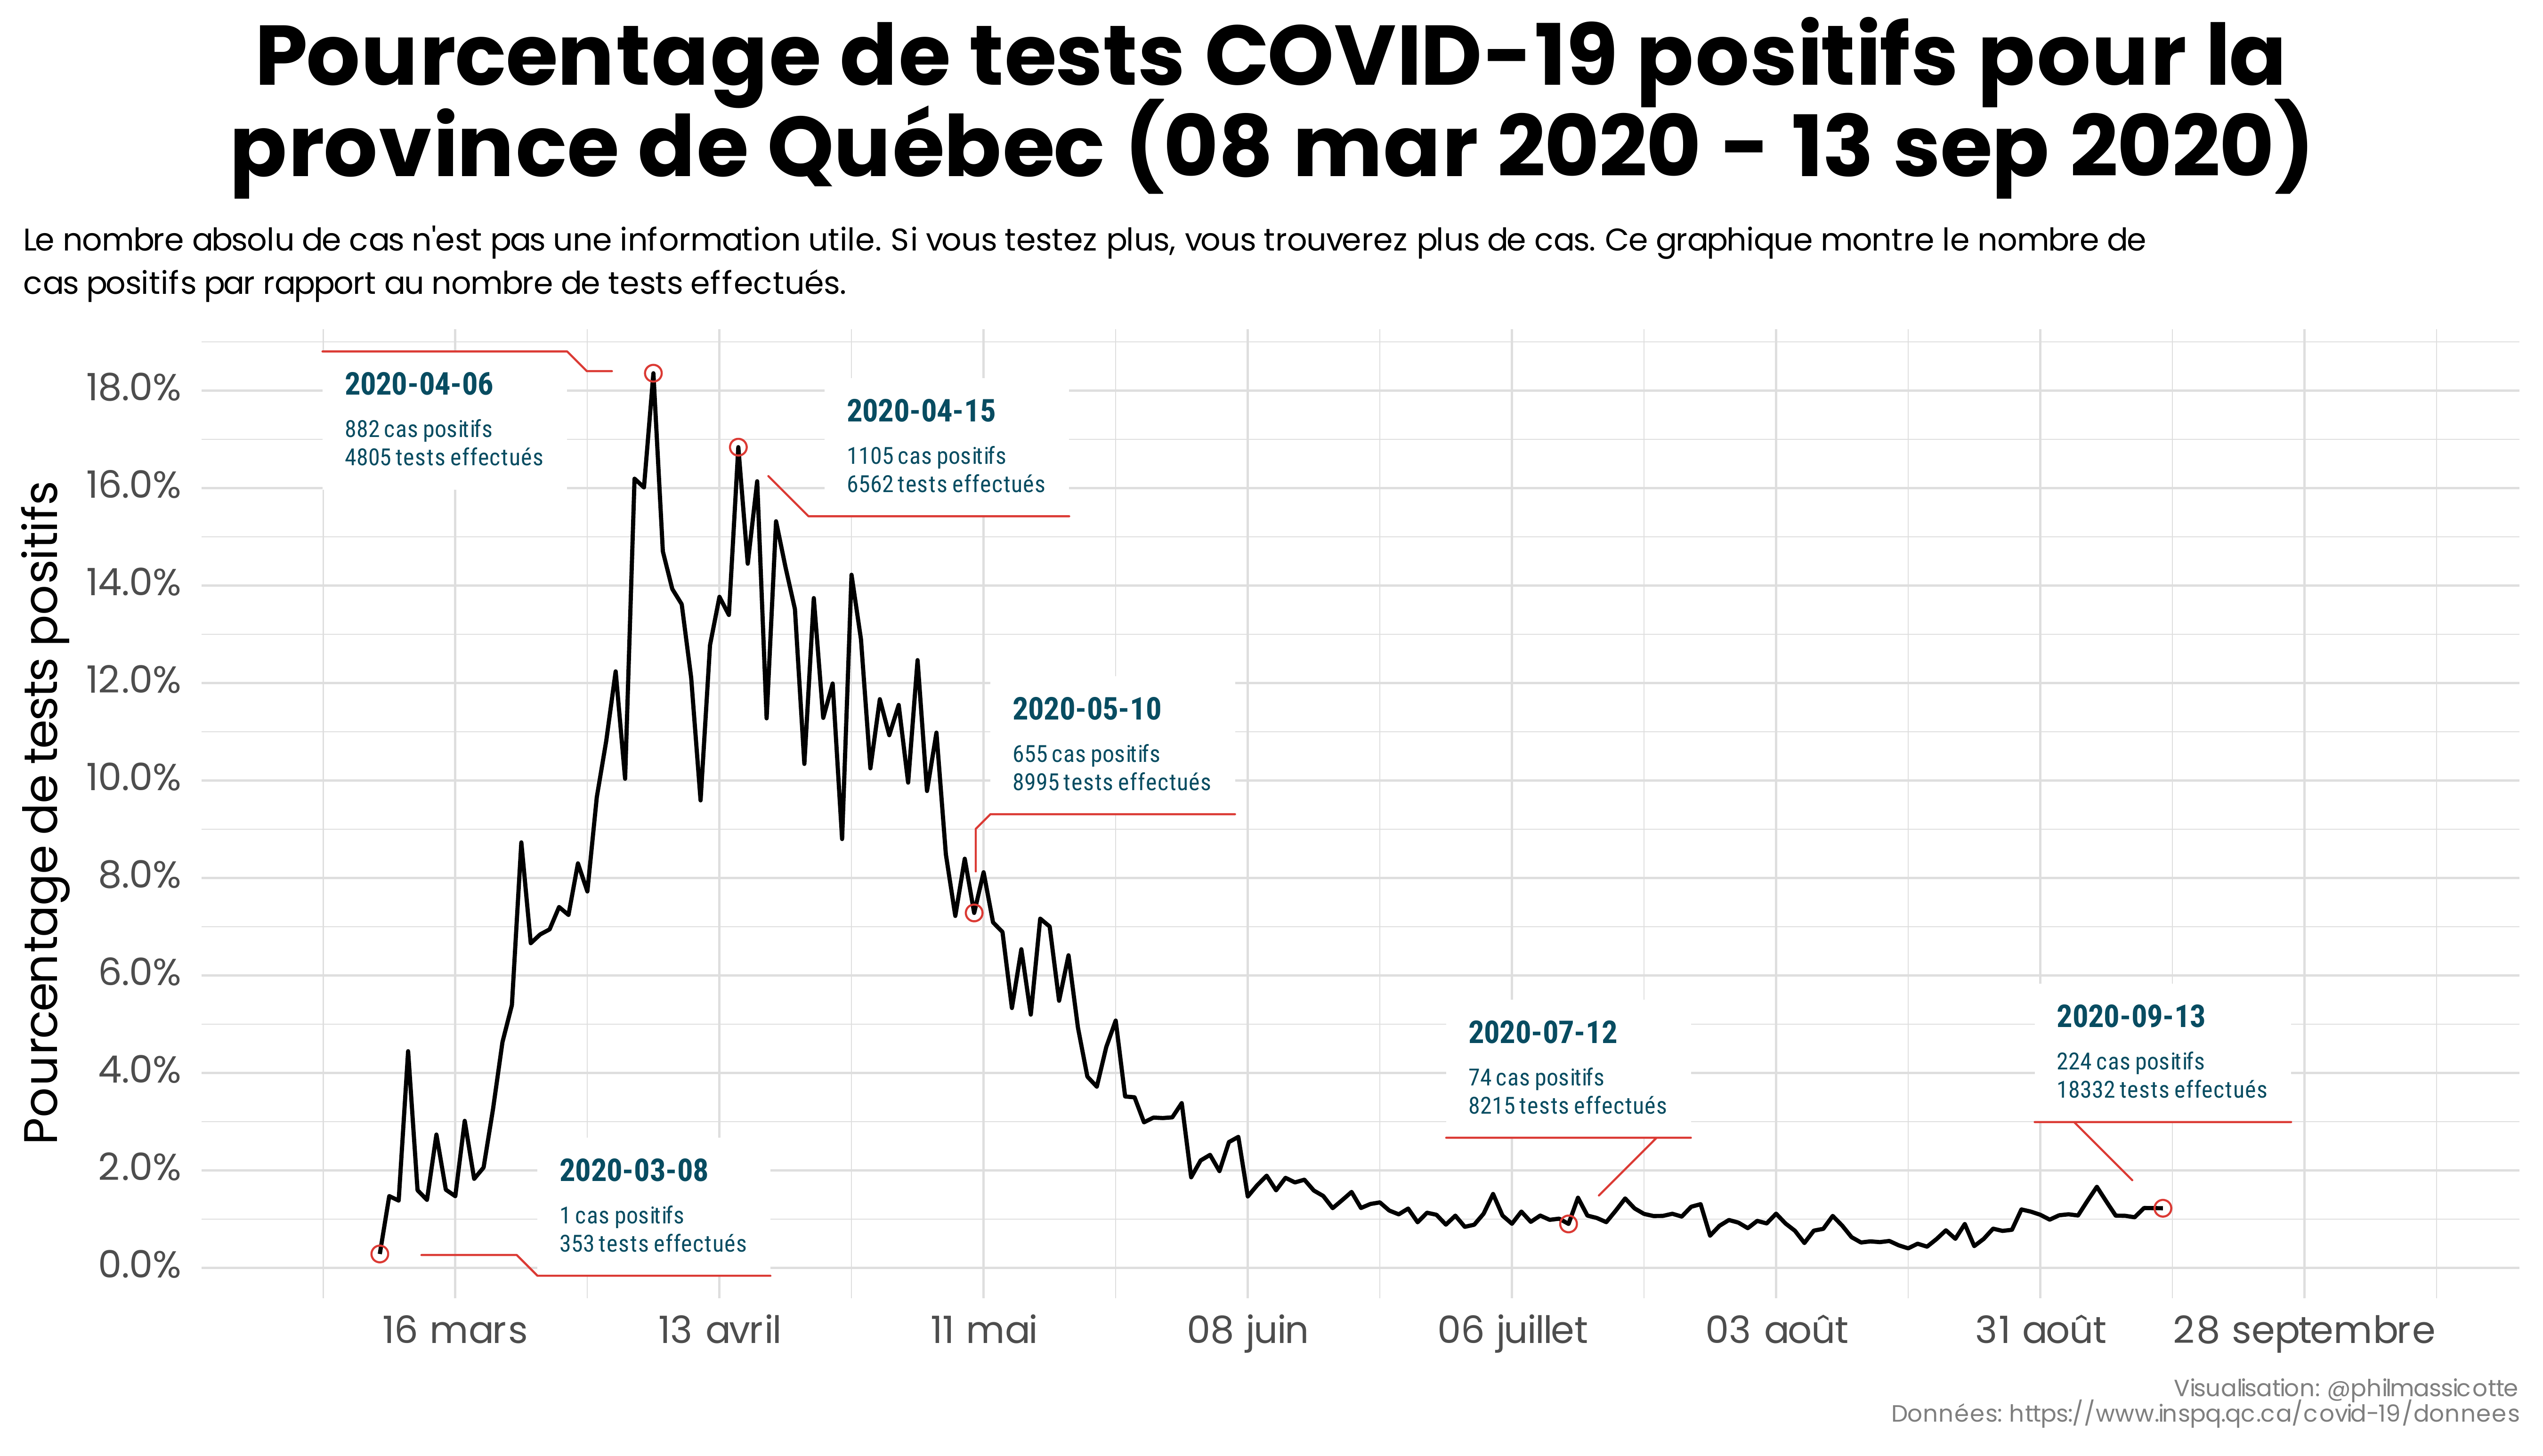 Pourcentage de tests COVID-19 positifs pour la
province de Québec (08 mar 2020 - 13 sep 2020)
Le nombre absolu de cas n'est pas une information utile. Si vous testez plus, vous trouverez plus de cas. Ce graphique montre le nombre de
cas positifs par rapport au nombre de tests effectués.
Pourcentage de tests positifs
18.0%
16.0%
14.0%
12.0%
10.0%
8.0%
6.0%
4.0%
2.0%
0.0%
2020-04-06
882 cas positifs
4805 tests effectués
2020-04-15
1105 cas positifs
6562 tests effectués
2020-05-10
655 cas positifs
8995 tests effectués
2020-07-12
74 cas positifs
8215 tests effectués
2020-09-13
224 cas positifs
18332 tests effectués
2020-03-08
1 cas positifs
353 tests effectués
16 mars
13 avril
11 mai
08 juin
06 juillet
03 août
31 août
28 septembre
Visualisation: @philmassicotte
Données: https://www.inspq.qc.ca/covid-19/donnees